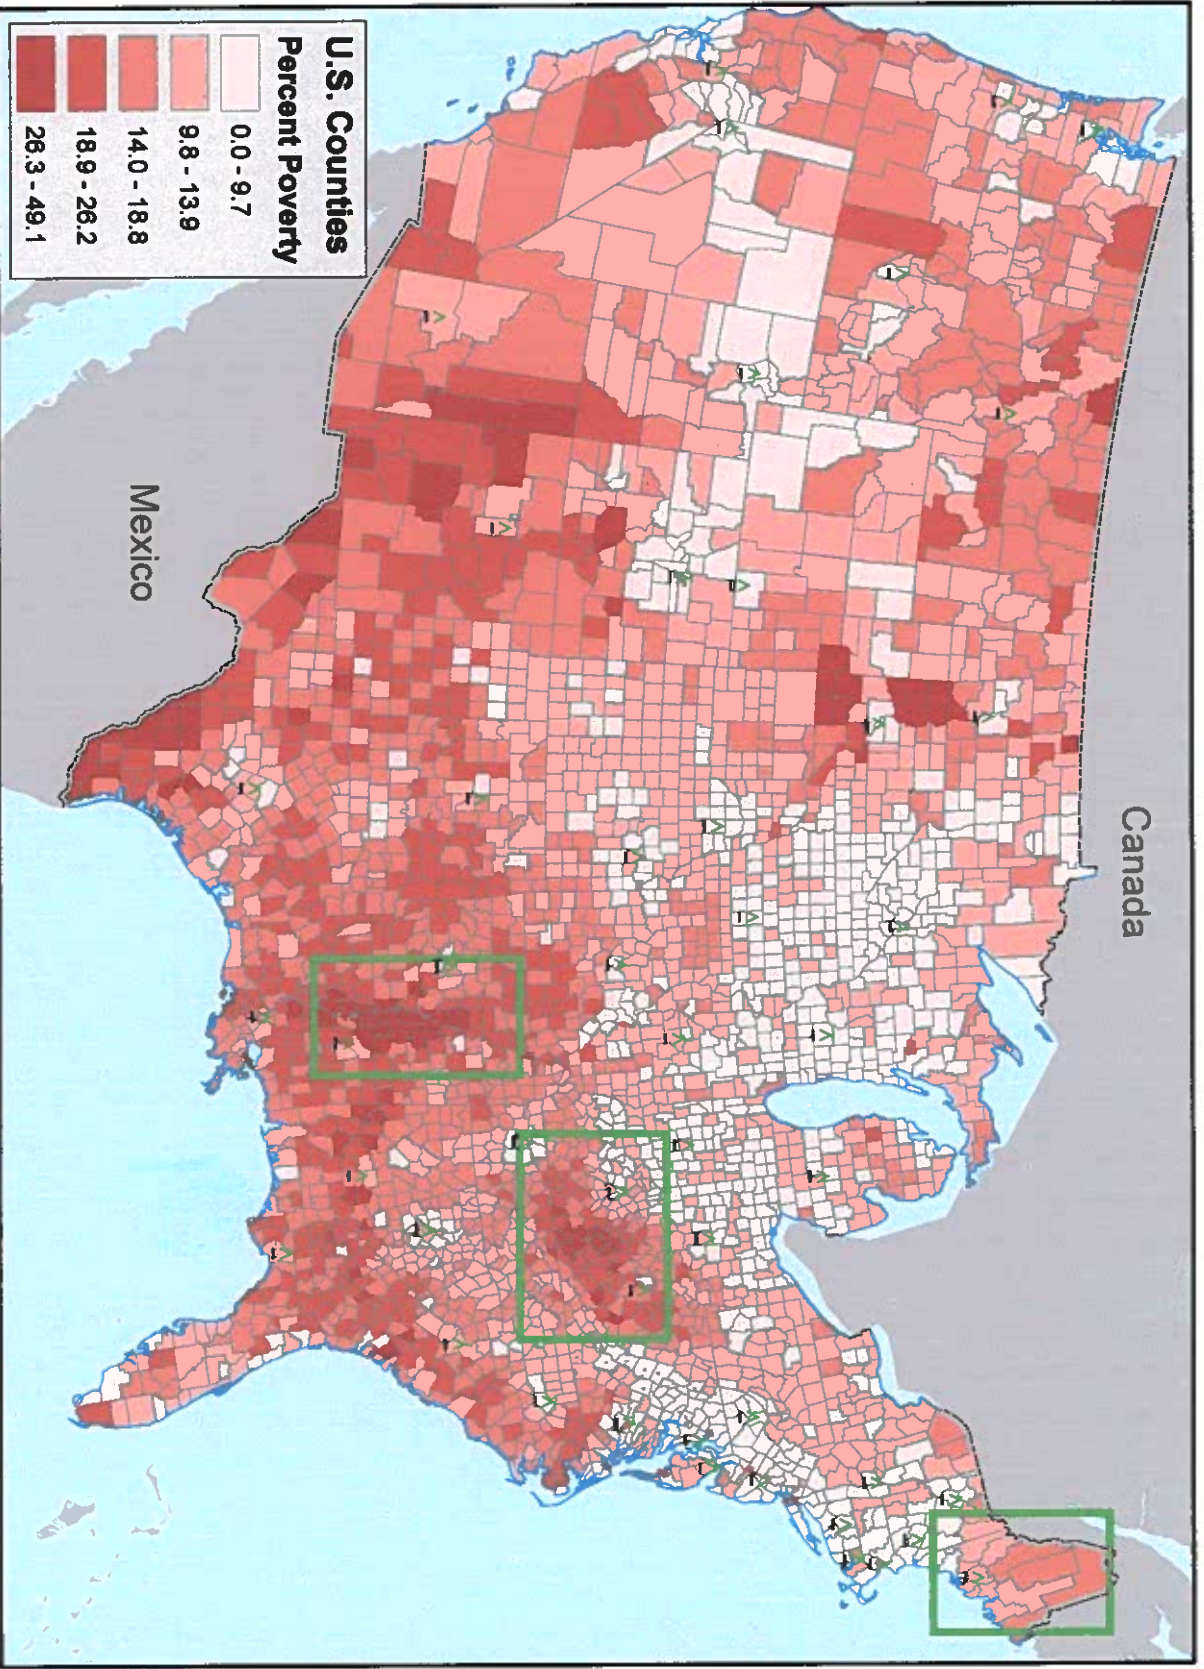 Canada
Mexico
U.S. Counties
Percent Poverty
0.0 - 9.7
9.8 - 13.9
14.0 - 18.8
18.9 - 26.2
26.3 - 49.1